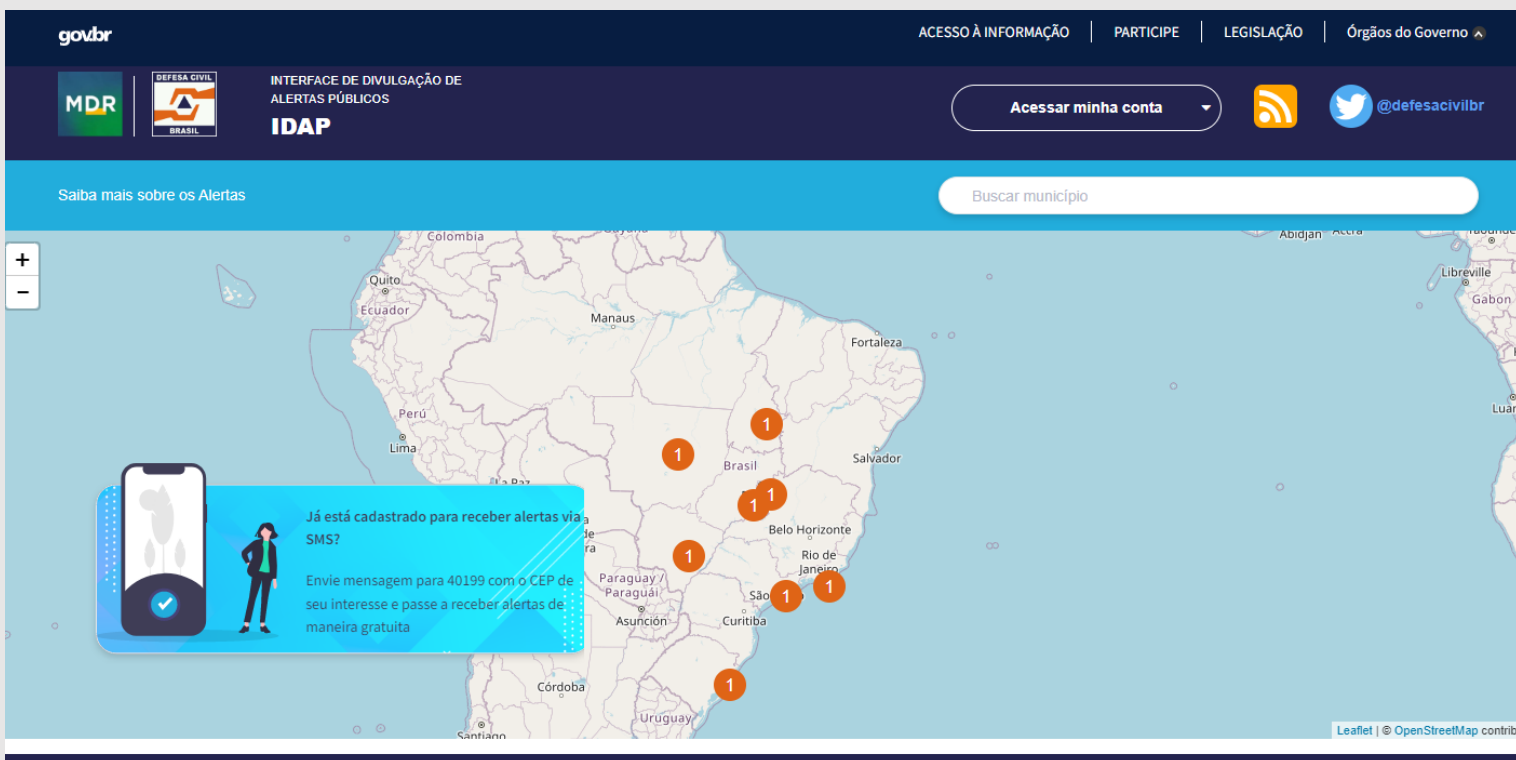 gov.br
ACESSO À INFORMAÇÃO
PARTICIPE
LEGISLAÇÃO
Órgãos do Governo
MDR
DEFESA CIVIL
BRASIL
INTERFACE DE DIVULGAÇÃO DE
ALERTAS PÚBLICOS
IDAP
Acessar minha conta
@defesacivilbr
Saiba mais sobre os Alertas
Buscar município
+
−
Colombia
Abidjan
Accra
Quito
Ecuador
Libreville
Gabon
Manaus
Fortaleza
Perú
Lima
1
1
Brasil
Salvador
1
1
Belo Horizonte
Rio de
Janeiro
1
Paraguay /
Paraguái
São
1
1
Asunción
Curitiba
Já está cadastrado para receber alertas via
SMS?
Envie mensagem para 40199 com o CEP de
seu interesse e passe a receber alertas de
maneira gratuita
1
Córdoba
Uruguay
Santiago
Leaflet | © OpenStreetMap contrib